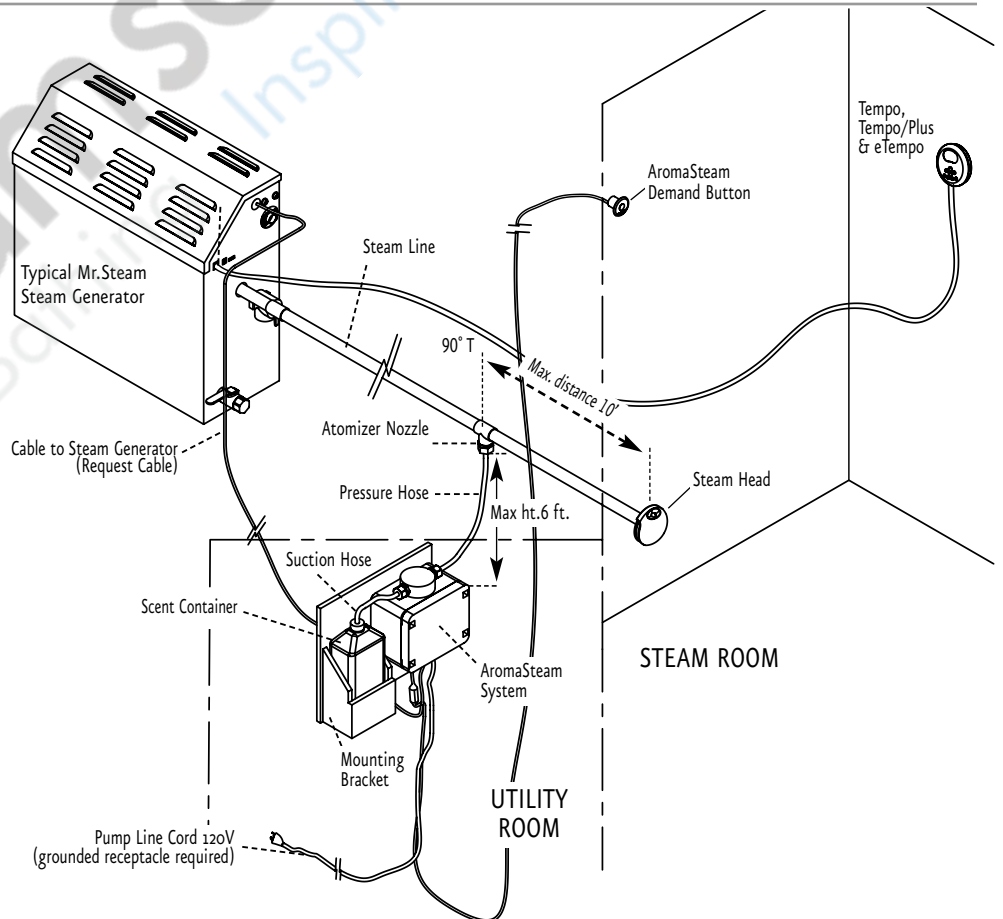 Typical Mr.Steam
Steam Generator
Steam Line
AromaSteam
Demand Button
Tempo,
Tempo/Plus
& eTempo
90° T
Max. distance 10'
Atomizer Nozzle
Cable to Steam Generator
(Request Cable)
Pressure Hose
Max ht.6 ft.
Steam Head
Suction Hose
Scent Container
AromaSteam
System
STEAM ROOM
Mounting
Bracket
UTILITY
ROOM
Pump Line Cord 120V
(grounded receptacle required)